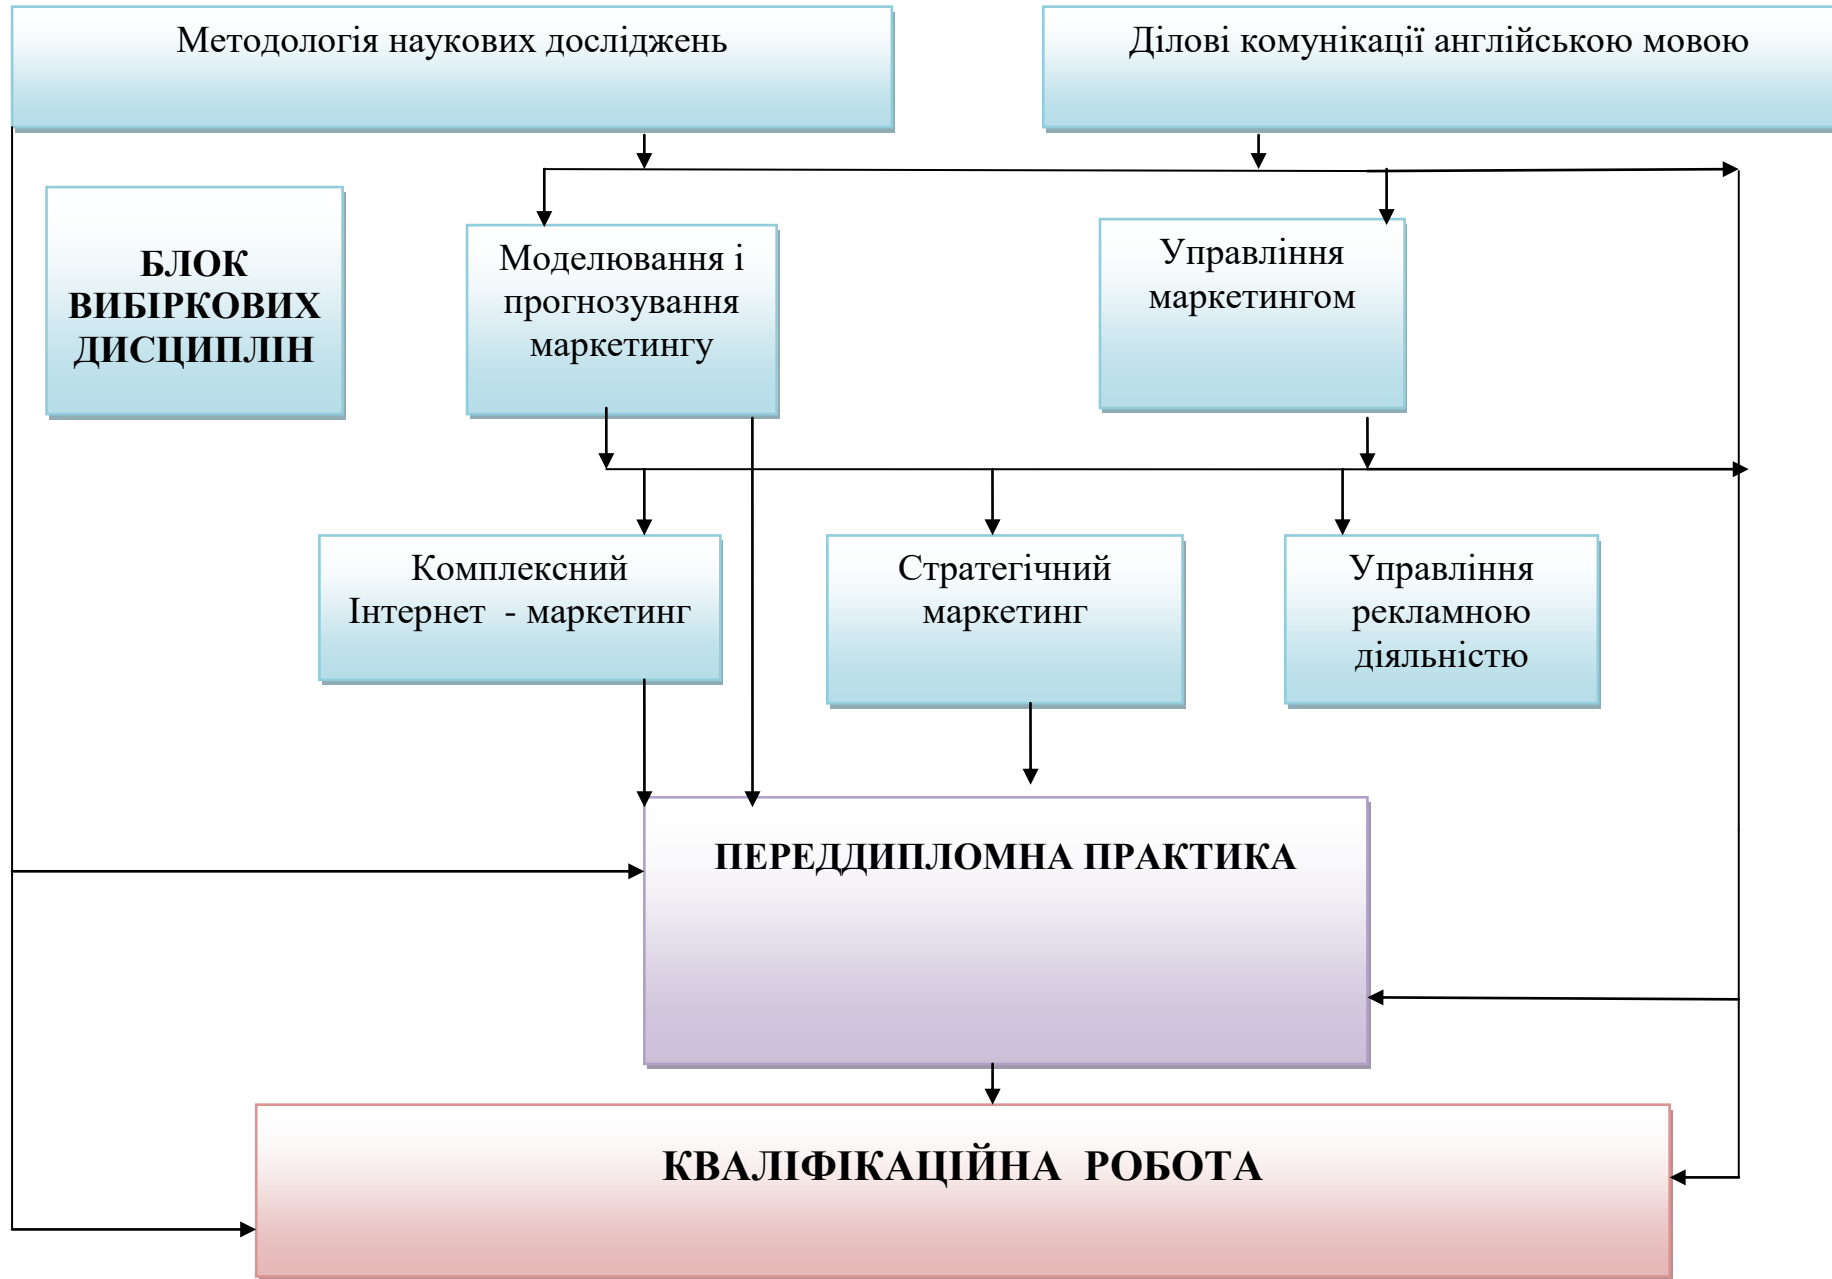 Методологія наукових досліджень
Ділові комунікації англійською мовою
БЛОК
ВИБІРКОВИХ
ДИСЦИПЛІН
Моделювання і
прогнозування
маркетингу
Управління
маркетингом
Комплексний
Інтернет - маркетинг
Стратегічний
маркетинг
Управління
рекламною
діяльністю
ПЕРЕДДИПЛОМНА ПРАКТИКА
КВАЛІФІКАЦІЙНА РОБОТА